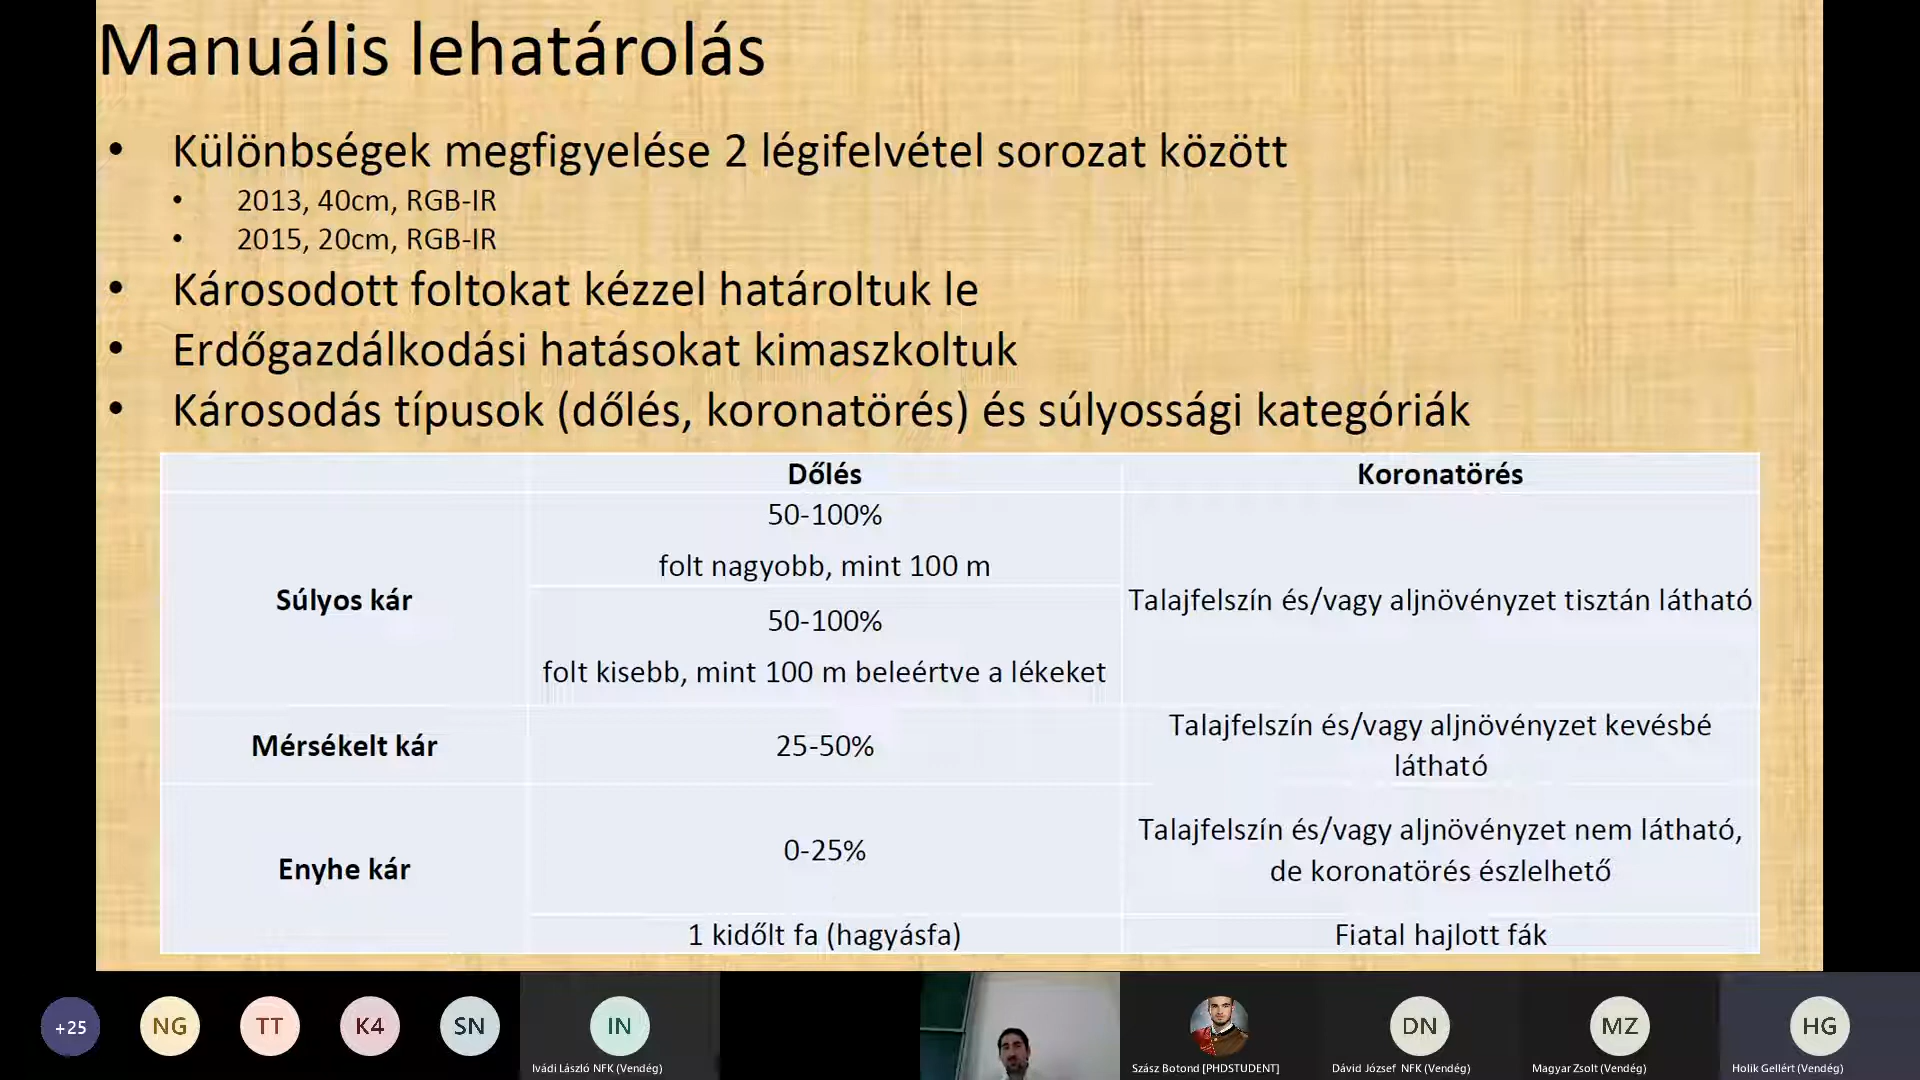 Manuális lehatárolás
• Különbségek megfigyelése 2 légifelvétel sorozat között
• 2013, 40cm, RGB-IR
• 2015, 20cm, RGB-IR
• Károsodott foltokat kézzel határoltuk le
• Erdőgazdálkodási hatásokat kimaszkoltuk
• Károsodás típusok (dőlés, koronatörés) és súlyossági kategóriák
Dőlés
Koronatörés
Súlyos kár
50-100%
folt nagyobb, mint 100 m
50-100%
folt kisebb, mint 100 m beleértve a lékeket
Talajfelszín és/vagy aljnövényzet tisztán látható
Mérsékelt kár
25-50%
Talajfelszín és/vagy aljnövényzet kevésbé
látható
Enyhe kár
0-25%
Talajfelszín és/vagy aljnövényzet nem látható,
de koronatörés észlelhető
1 kidőlt fa (hagyásfa)
Fiatal hajlott fák
+25
NG
TT
K4
SN
IN
DN
MZ
HG
Ivádi László NFK (Vendég)
Szász Botond [PHDSTUDENT]
Dávid József NFK (Vendég)
Magyar Zsolt (Vendég)
Holik Gellért (Vendég)